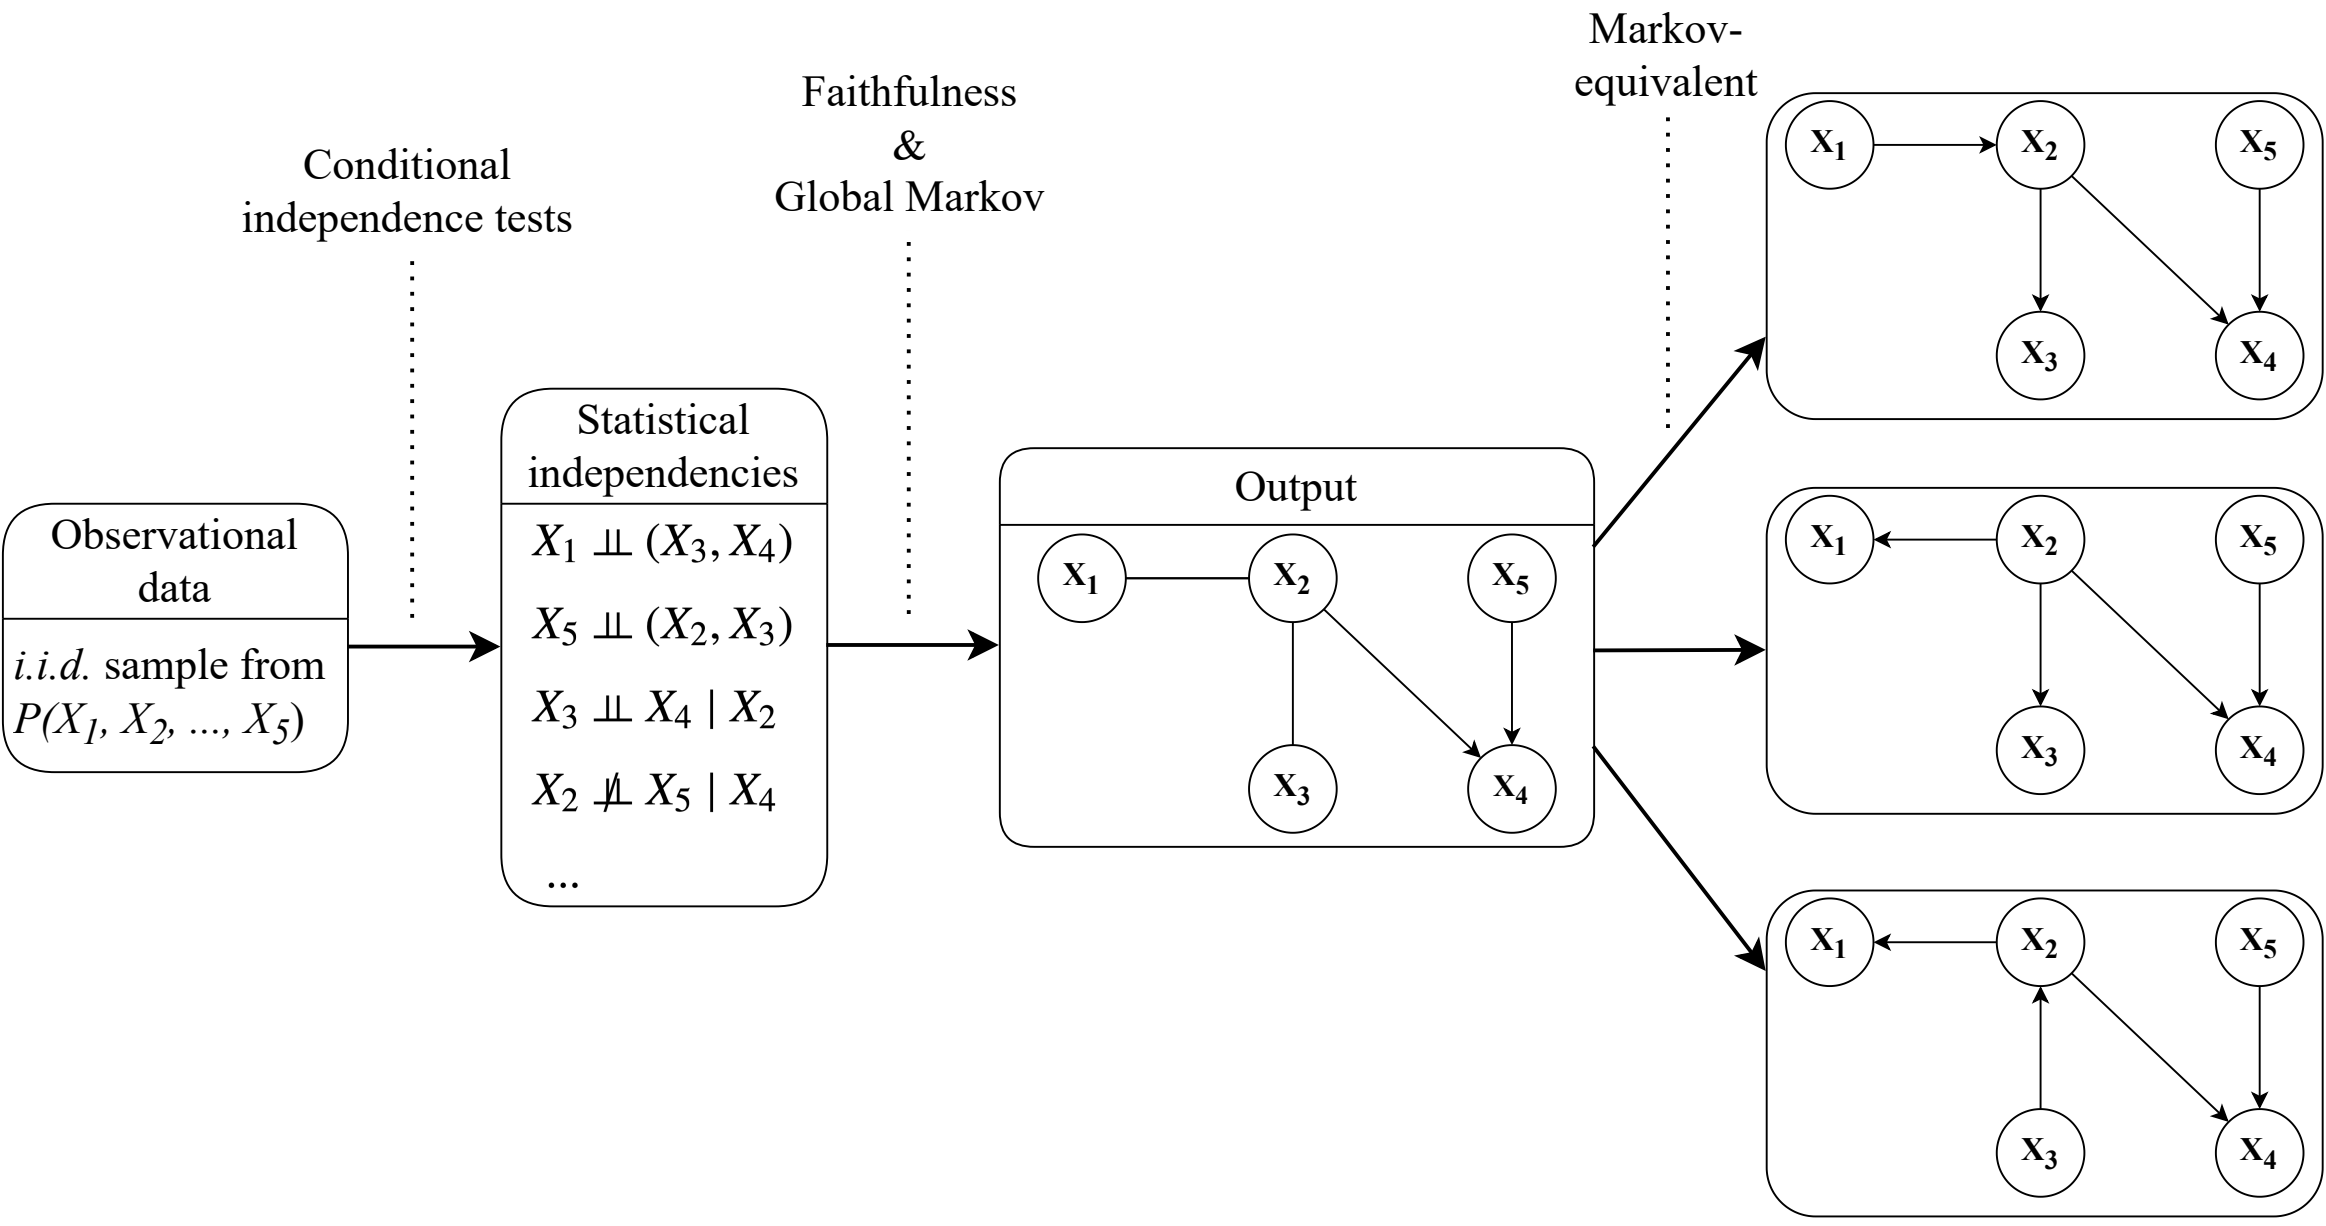 Observational
data
i.i.d. sample from
P(X₁, X₂, ..., X₅)
Conditional
independence tests
Statistical
independencies
X₁ ⫫ (X₃, X₄)
X₅ ⫫ (X₂, X₃)
X₃ ⫫ X₄ | X₂
X₂ ⫫̸ X₅ | X₄
...
Faithfulness
&
Global Markov
Output
X₁ X₂ X₅
X₃ X₄
Markov-
equivalent
X₁ X₂ X₅
X₃ X₄
X₁ X₂ X₅
X₃ X₄
X₁ X₂ X₅
X₃ X₄